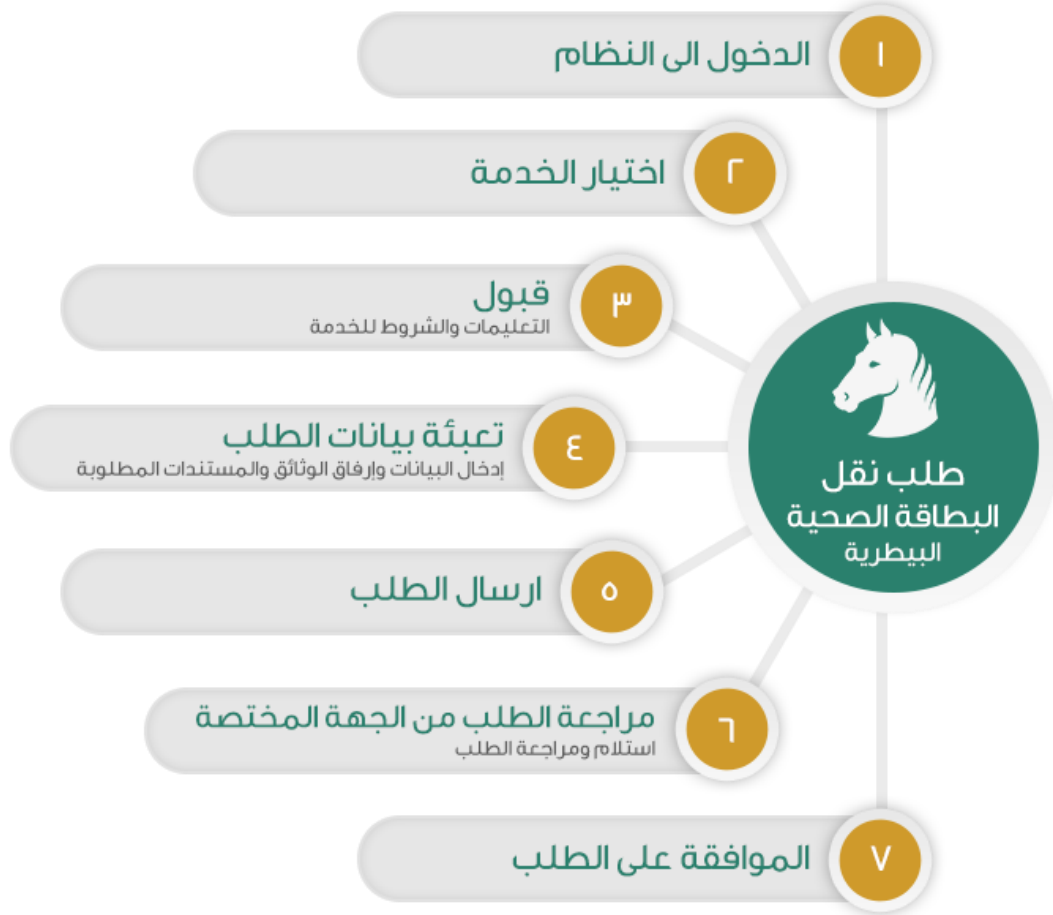 ١
الدخول الى النظام
٢
اختيار الخدمة
٣
قبول
التعليمات والشروط للخدمة
٤
تعبئة بيانات الطلب
إدخال البيانات وإرفاق الوثائق والمستندات المطلوبة
٥
ارسال الطلب
٦
مراجعة الطلب من الجهة المختصة
استلام ومراجعة الطلب
٧
الموافقة على الطلب
طلب نقل
البطاقة الصحية
البيطرية